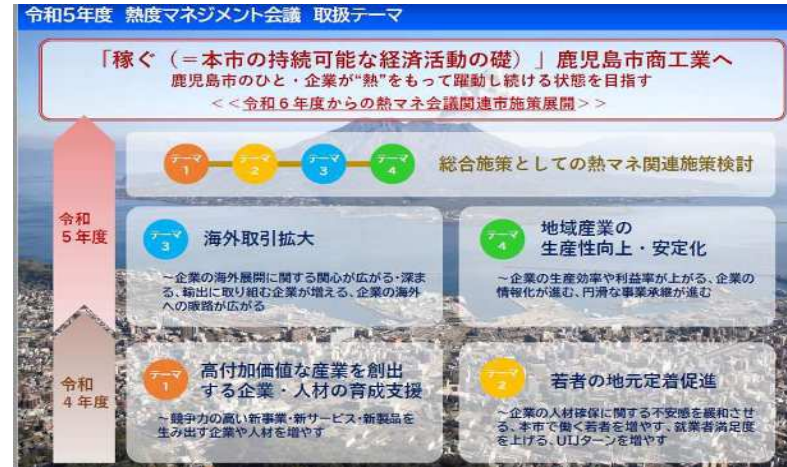 令和5年度 熱度マネジメント会議 取扱テーマ
「稼ぐ（＝本市の持続可能な経済活動の礎）」鹿児島市商工業へ
鹿児島市のひと・企業が“熱”をもって躍動し続ける状態を目指す
<<令和６年度からの熱マネ会議関連市施策展開>>
テーマ
1
テーマ
2
テーマ
3
テーマ
4
総合施策としての熱マネ関連施策検討
令和
５年度
テーマ
3
海外取引拡大
～企業の海外展開に関する関心が広がる・深ま
る、輸出に取り組む企業が増える、企業の海外
への販路が広がる
テーマ
4
地域産業の
生産性向上・安定化
～企業の生産効率や利益率が上がる、企業の
情報化が進む、円滑な事業承継が進む
令和
４年度
テーマ
1
高付加価値な産業を創出
する企業・人材の育成支援
～競争力の高い新事業・新サービス・新製品を
生み出す企業や人材を増やす
テーマ
2
若者の地元定着促進
～企業の人材確保に関する不安感を緩和させ
る、本市で働く若者を増やす、就業者満足度
を上げる、UIJターンを増やす